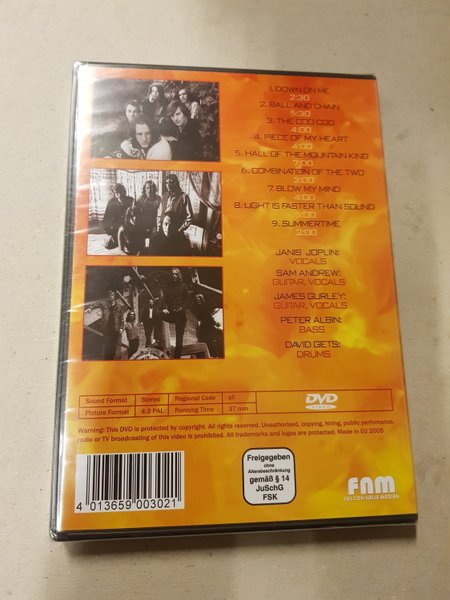 1. DOWN ON ME
2:30
2. BALL AND CHAIN
5:30
3. THE COO COO
4:00
4. PIECE OF MY HEART
4:00
5. HALL OF THE MOUNTAIN KING
7:00
6. COMBINATION OF THE TWO
2:00
7. BLOW MY MIND
4:00
8. LIGHT IS FASTER THAN SOUND
9. SUMMERTIME
2:00
JANIS JOPLIN:
VOCALS
SAM ANDREW:
GUITAR, VOCALS
JAMES GURLEY:
GUITAR, VOCALS
PETER ALBIN:
BASS
DAVID GETS:
DRUMS
Sound Format Stereo Regional Code all
Picture Format 4:3 PAL Running Time 37 min
DVD
VIDEO
Warning: This DVD is protected by copyright. All rights reserved. Unauthorised, copying, hiring, public perfomance,
radio or TV broadcasting of this video is prohibited. All trademarks and logos are protected. Made in EU 2005
4 013659 003021
Freigegeben
ohne
Altersbeschränkung
gemäß § 14
JuSchG
FSK
fnm
FALCON NEUE MEDIEN